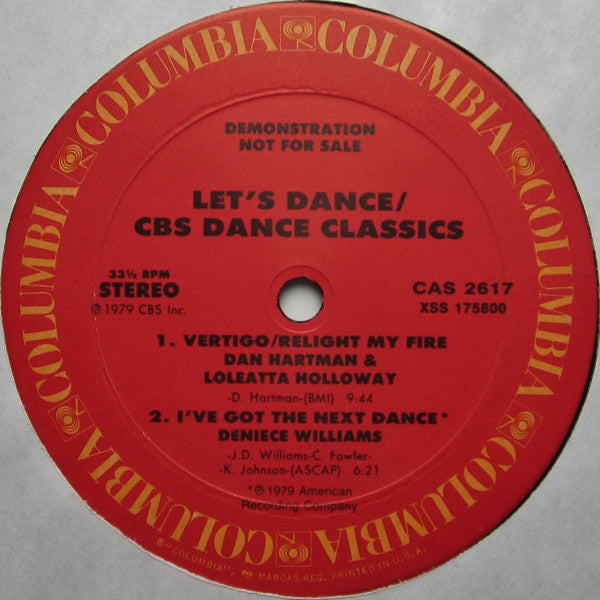 COLUMBIA COLUMBIA COLUMBIA COLUMBIA COLUMBIA COLUMBIA
DEMONSTRATION
NOT FOR SALE
LET'S DANCE/
CBS DANCE CLASSICS
33⅓ RPM
STEREO
℗ 1979 CBS Inc.
CAS 2617
XSS 175800
1. VERTIGO/RELIGHT MY FIRE
DAN HARTMAN &
LOLEATTA HOLLOWAY
-D. Hartman-(BMI) 9:44
2. I'VE GOT THE NEXT DANCE*
DENIECE WILLIAMS
-J.D. Williams-C. Fowler-
-K. Johnson-(ASCAP) 6:21
*℗ 1979 American
Recording Company
®"COLUMBIA", MARCAS REG. PRINTED IN U.S.A.